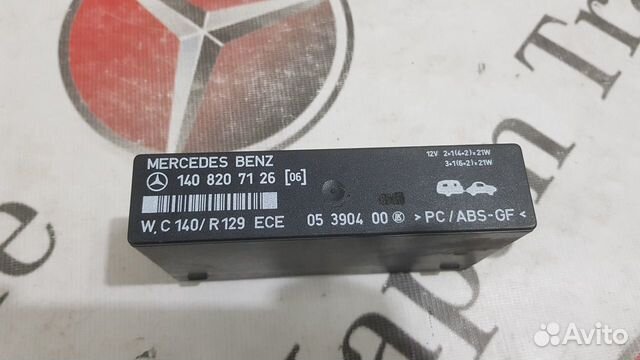 MERCEDES BENZ
140 820 71 26 [06]
W, C 140/R 129 ECE
05 3904 00 > PC/ABS-GF <
12V 2+1(4+2)×21W
3+1(6+2)×21W
Avito